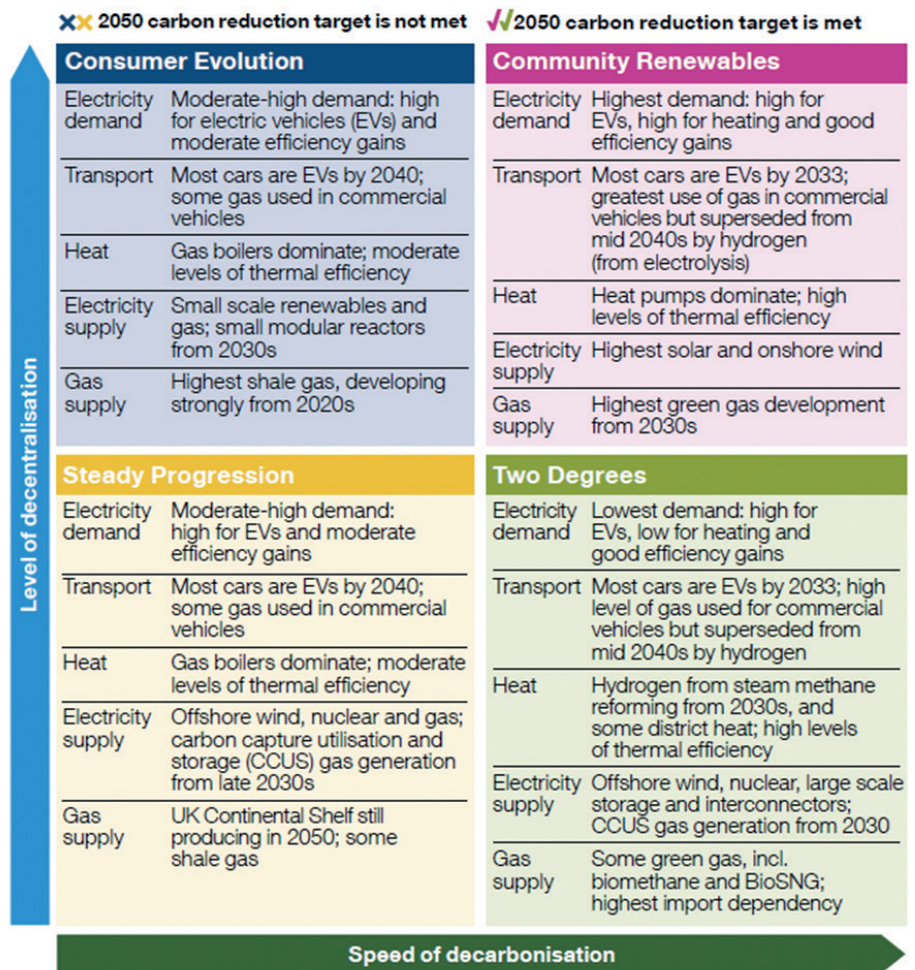 2050 carbon reduction target is not met
2050 carbon reduction target is met
Level of decentralisation
Consumer Evolution
Electricity demand
Moderate-high demand: high
for electric vehicles (EVs) and
moderate efficiency gains
Transport
Most cars are EVs by 2040;
some gas used in commercial
vehicles
Heat
Gas boilers dominate; moderate
levels of thermal efficiency
Electricity supply
Small scale renewables and
gas; small modular reactors
from 2030s
Gas supply
Highest shale gas, developing
strongly from 2020s
Community Renewables
Electricity demand
Highest demand: high for
EVs, high for heating and good
efficiency gains
Transport
Most cars are EVs by 2033;
greatest use of gas in commercial
vehicles but superseded from
mid 2040s by hydrogen
(from electrolysis)
Heat
Heat pumps dominate; high
levels of thermal efficiency
Electricity supply
Highest solar and onshore wind
Gas supply
Highest green gas development
from 2030s
Steady Progression
Electricity demand
Moderate-high demand:
high for EVs and moderate
efficiency gains
Transport
Most cars are EVs by 2040;
some gas used in commercial
vehicles
Heat
Gas boilers dominate; moderate
levels of thermal efficiency
Electricity supply
Offshore wind, nuclear and gas;
carbon capture utilisation and
storage (CCUS) gas generation
from late 2030s
Gas supply
UK Continental Shelf still
producing in 2050; some
shale gas
Two Degrees
Electricity demand
Lowest demand: high for
EVs, low for heating and
good efficiency gains
Transport
Most cars are EVs by 2033; high
level of gas used for commercial
vehicles but superseded from
mid 2040s by hydrogen
Heat
Hydrogen from steam methane
reforming from 2030s, and
some district heat; high levels
of thermal efficiency
Electricity supply
Offshore wind, nuclear, large scale
storage and interconnectors;
CCUS gas generation from 2030
Gas supply
Some green gas, incl.
biomethane and BioSNG;
highest import dependency
Speed of decarbonisation